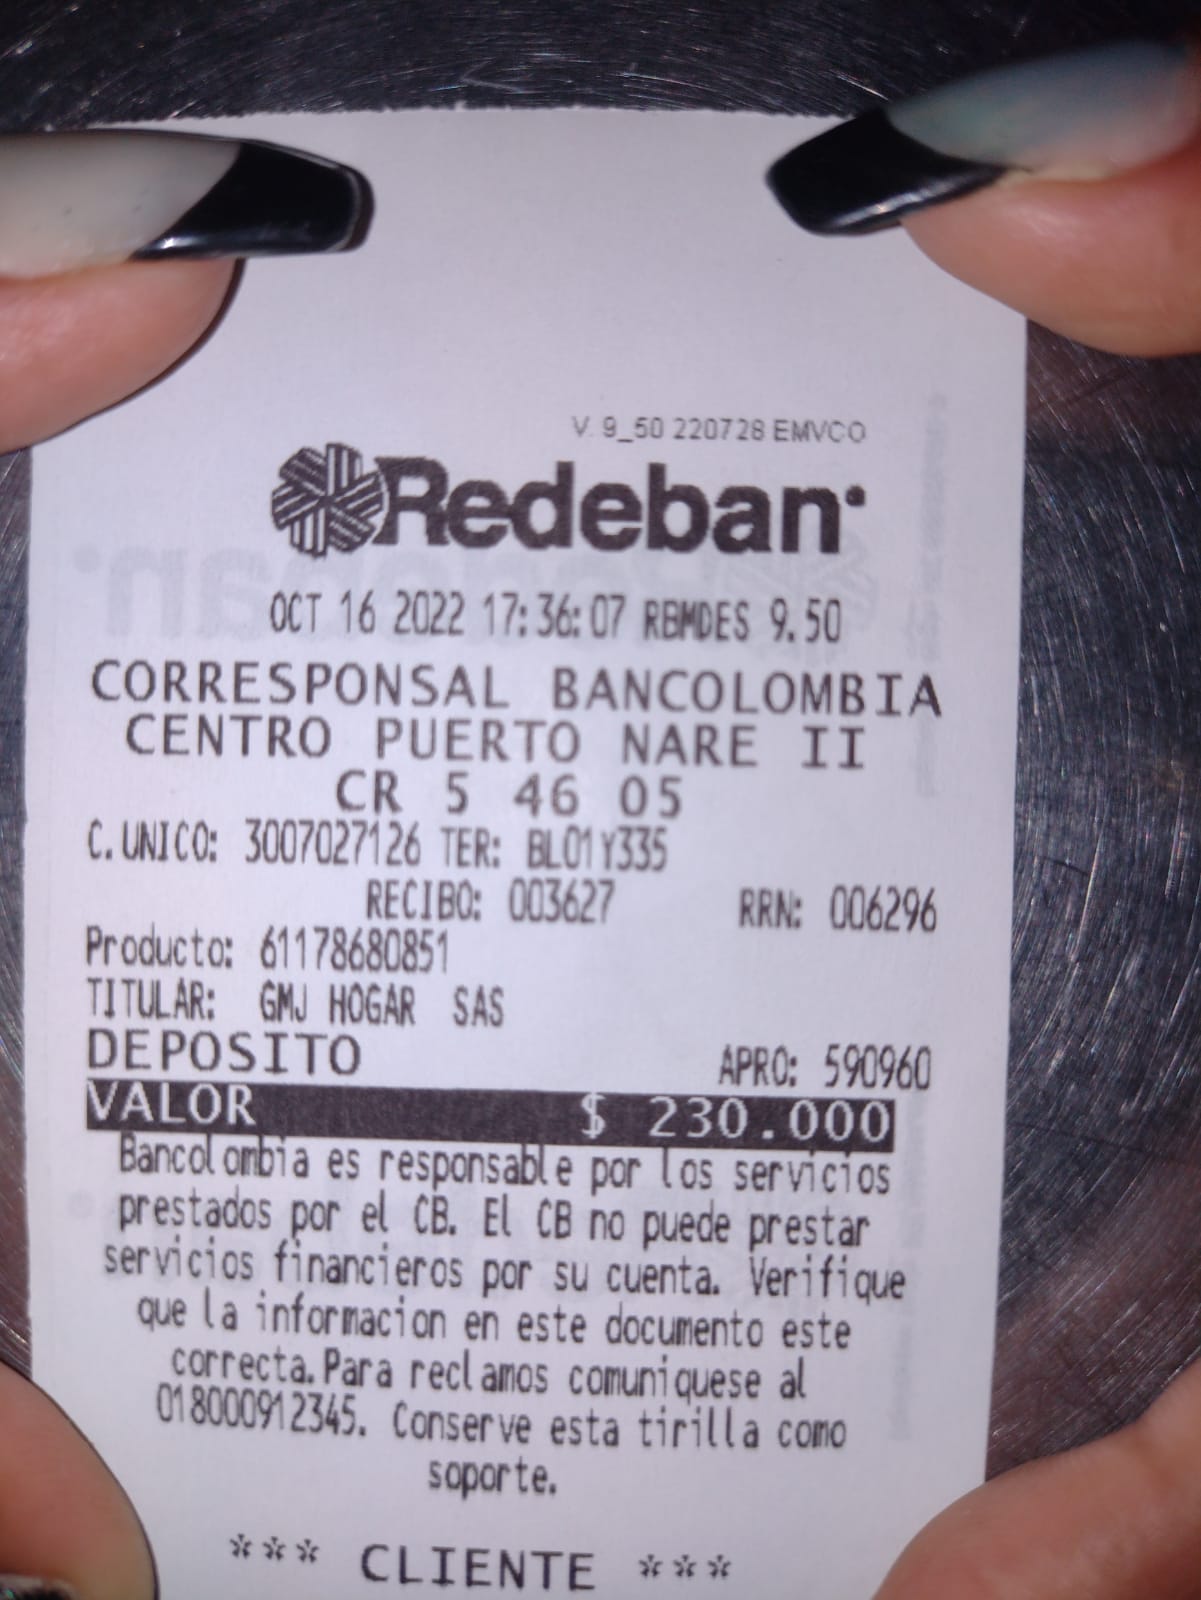 V. 9_50 220728 EMVCO
Redeban
OCT 16 2022 17:36:07 RBMDES 9.50
CORRESPONSAL BANCOLOMBIA
CENTRO PUERTO NARE II
CR 5 46 05
C.UNICO: 3007027126 TER: BL01Y335
RECIBO: 003627 RRN: 006296
Producto: 61178680851
TITULAR: GMJ HOGAR SAS
DEPOSITO APRO: 590960
VALOR $ 230.000
Bancolombia es responsable por los servicios
prestados por el CB. El CB no puede prestar
servicios financieros por su cuenta. Verifique
que la informacion en este documento este
correcta.Para reclamos comuniquese al
018000912345. Conserve esta tirilla como
soporte.
*** CLIENTE ***